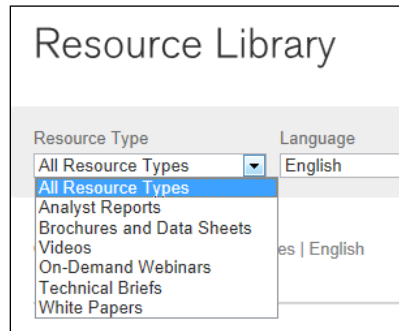 Resource Library
Resource Type
Language
All Resource Types
English
All Resource Types
Analyst Reports
Brochures and Data Sheets
Videos
On-Demand Webinars
Technical Briefs
White Papers
es | English